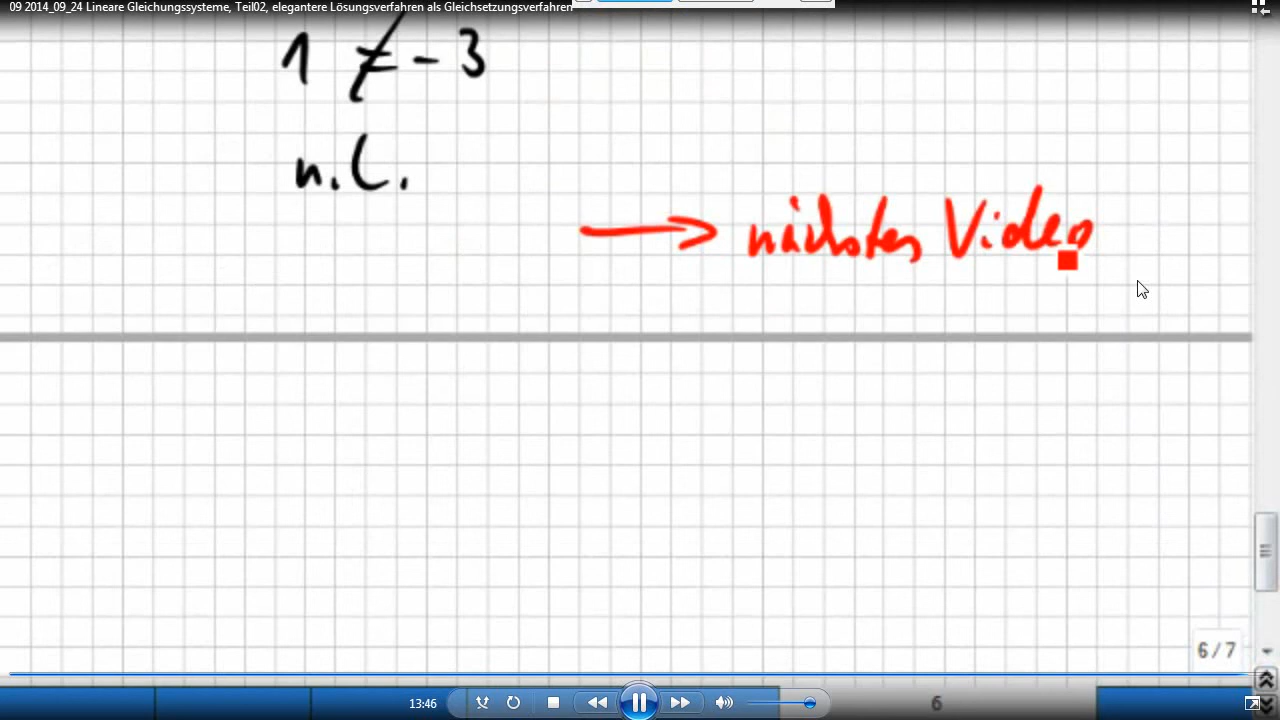 09 2014_09_24 Lineare Gleichungssysteme, Teil02, elegantere Lösungsverfahren als Gleichsetzungsverfahren
1 ≠ - 3
n.L.
→ nächstes Video
6 / 7
13:46
6